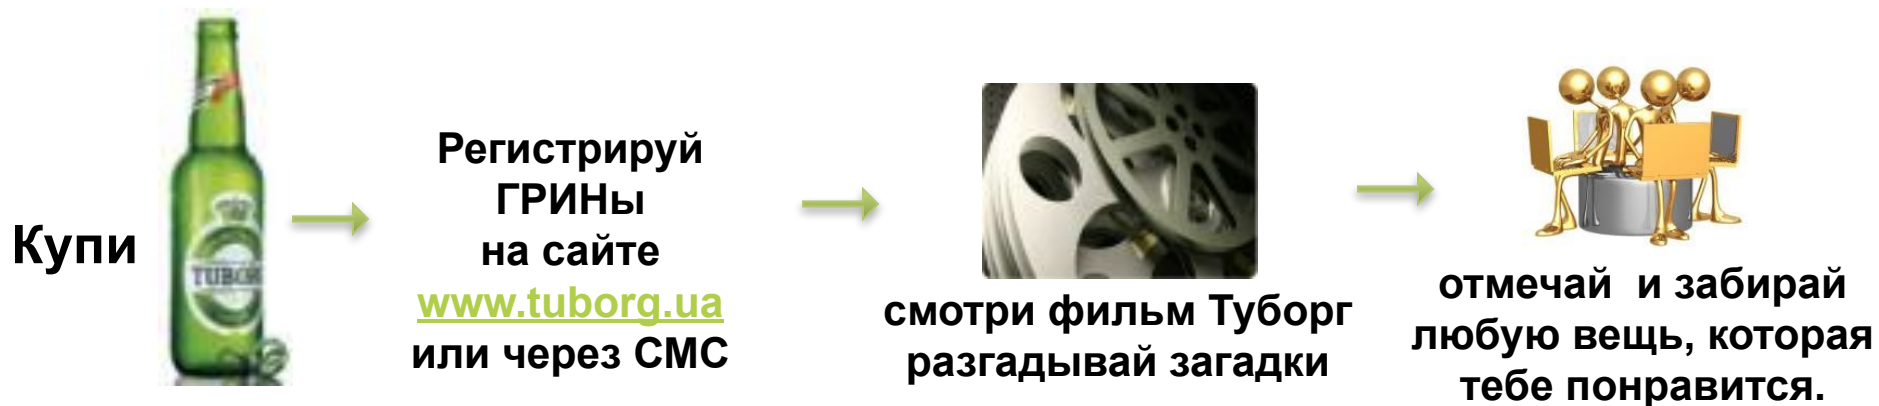 Купи
TUBORG
Регистрируй
ГРИНы
на сайте
www.tuborg.ua
или через СМС
смотри фильм Туборг
разгадывай загадки
отмечай и забирай
любую вещь, которая
тебе понравится.